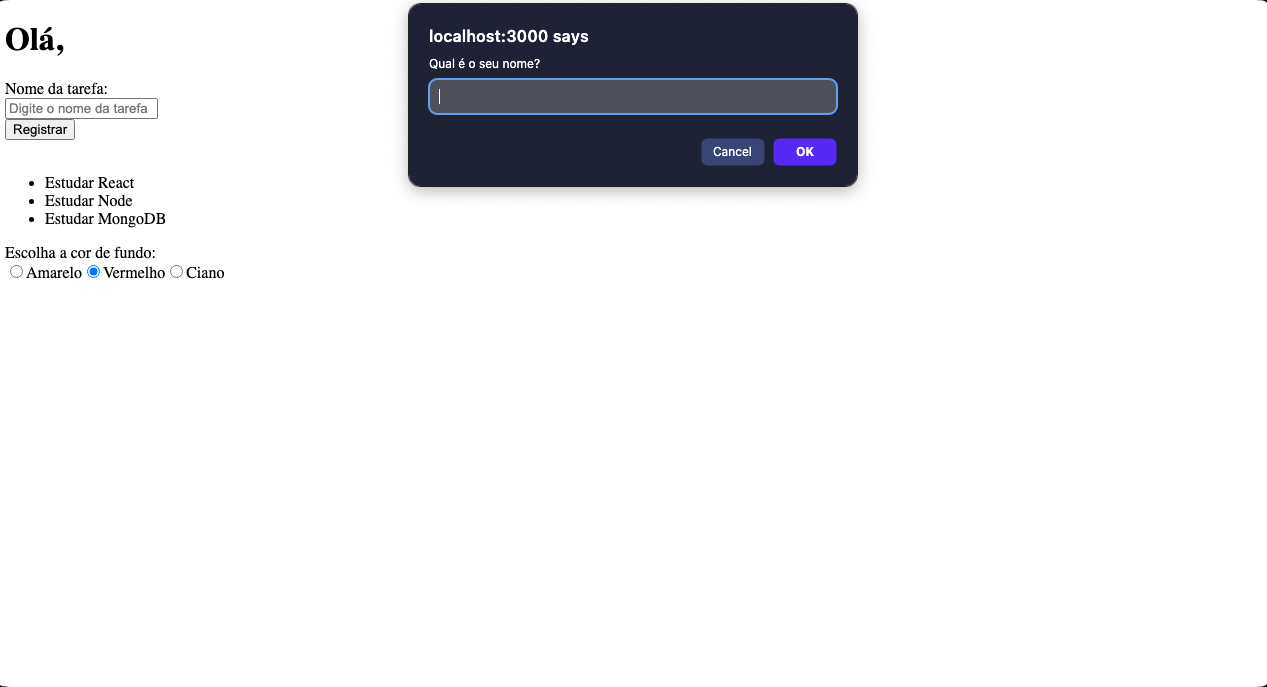 Olá,
Nome da tarefa:
Digite o nome da tarefa
Registrar
Estudar React
Estudar Node
Estudar MongoDB
Escolha a cor de fundo:
Amarelo Vermelho Ciano
localhost:3000 says
Qual é o seu nome?
Cancel OK